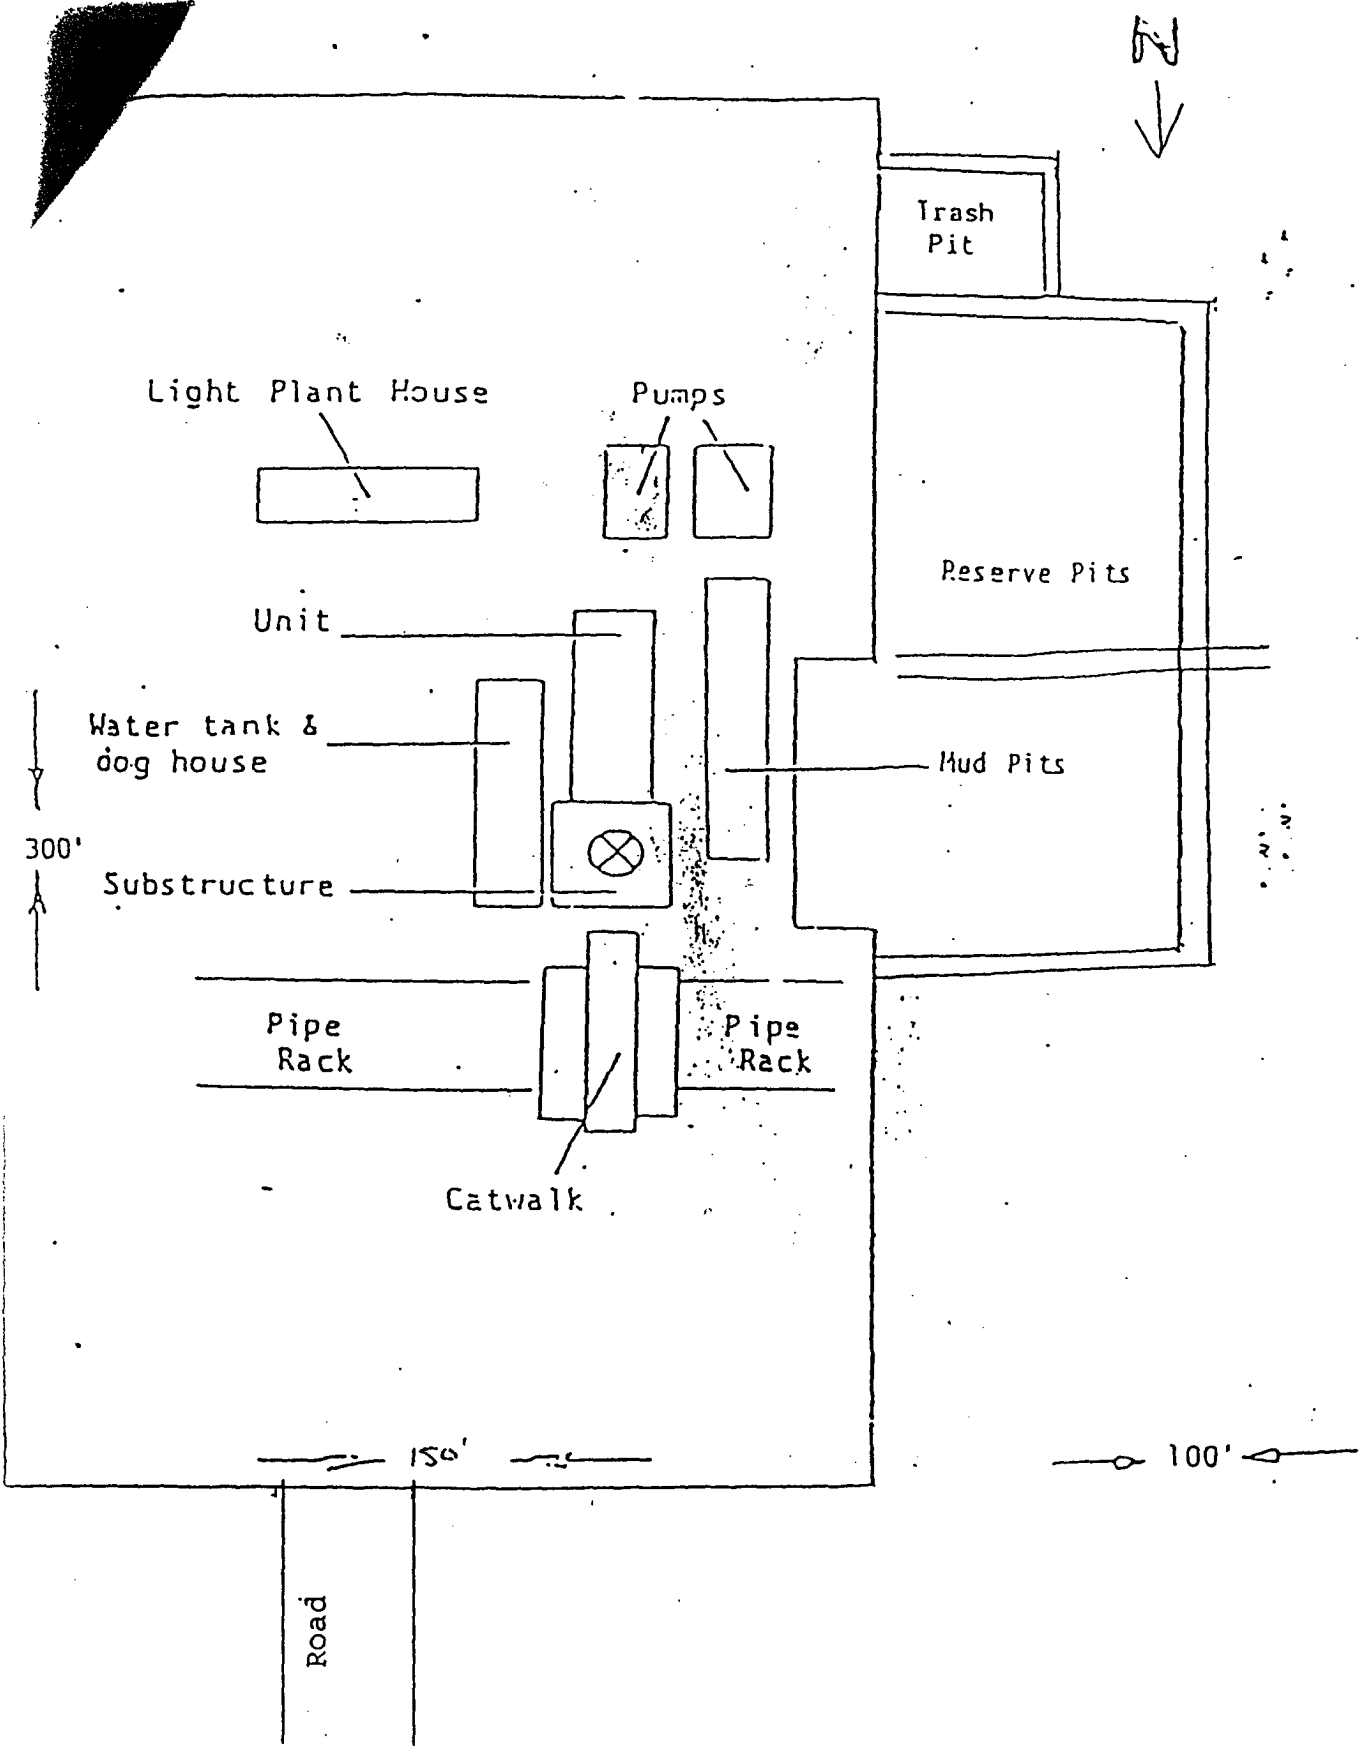 N
Trash
Pit
Light Plant House
Pumps
Reserve Pits
Unit
Water tank &
dog house
Mud Pits
300'
Substructure
Pipe
Rack
Pipe
Rack
Catwalk
150'
100'
Road